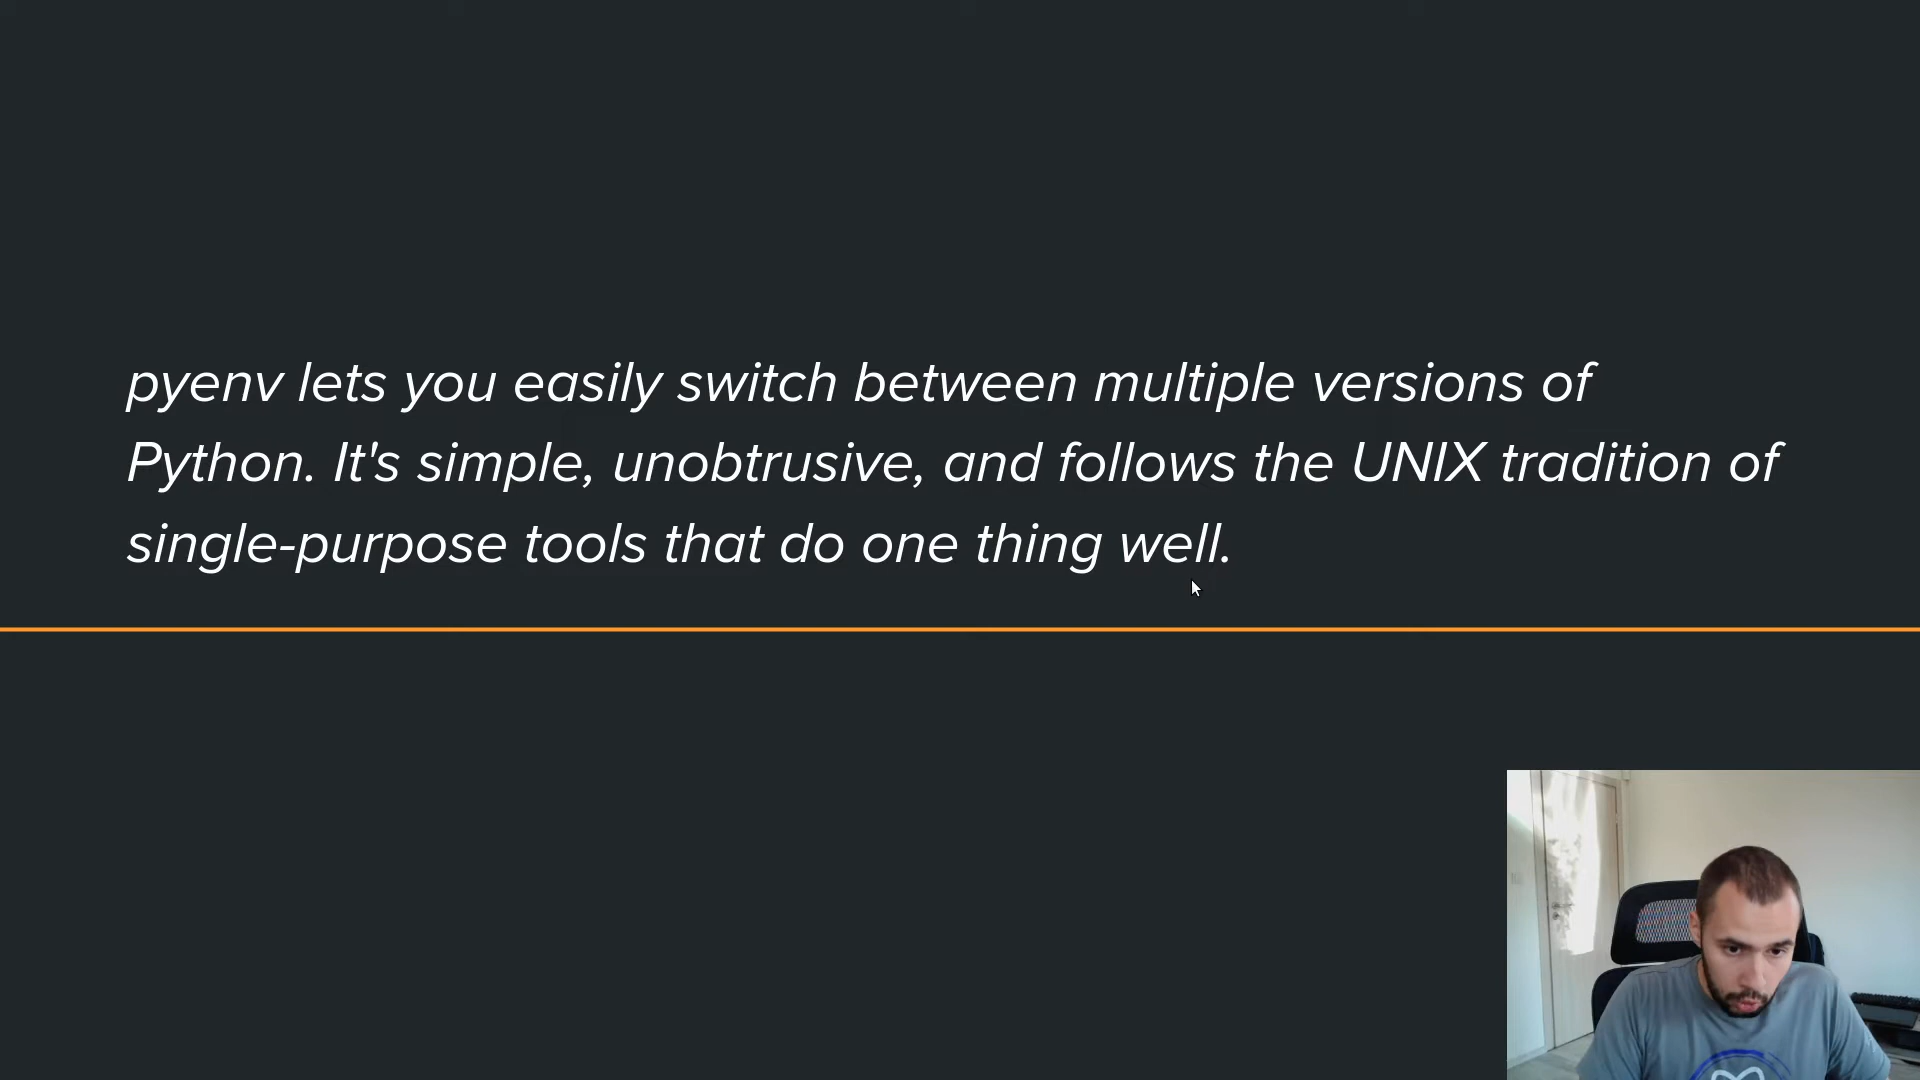 pyenv lets you easily switch between multiple versions of
Python. It's simple, unobtrusive, and follows the UNIX tradition of
single-purpose tools that do one thing well.